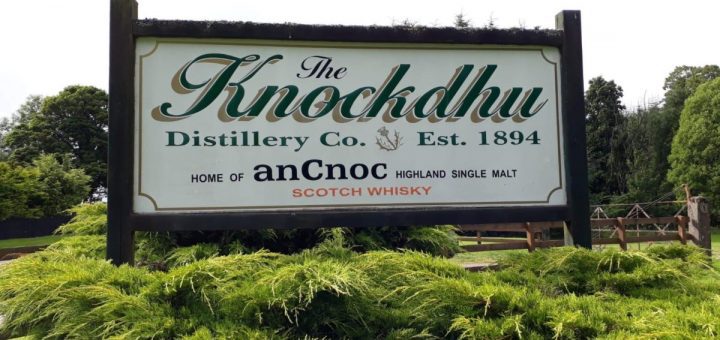 The
Knockdhu
Distillery Co. Est. 1894
HOME OF anCnoc HIGHLAND SINGLE MALT
SCOTCH WHISKY